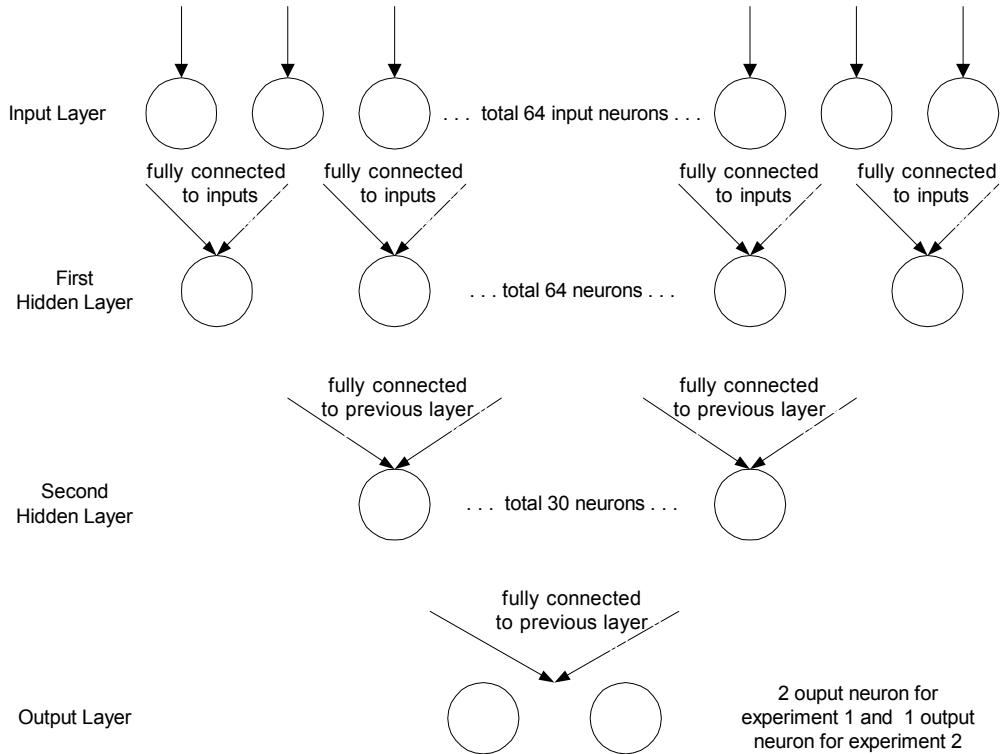 Input Layer
. . . total 64 input neurons . . .
fully connected
to inputs
fully connected
to inputs
fully connected
to inputs
fully connected
to inputs
First
Hidden Layer
. . . total 64 neurons . . .
fully connected
to previous layer
fully connected
to previous layer
Second
Hidden Layer
. . . total 30 neurons . . .
fully connected
to previous layer
Output Layer
2 ouput neuron for
experiment 1 and 1 output
neuron for experiment 2